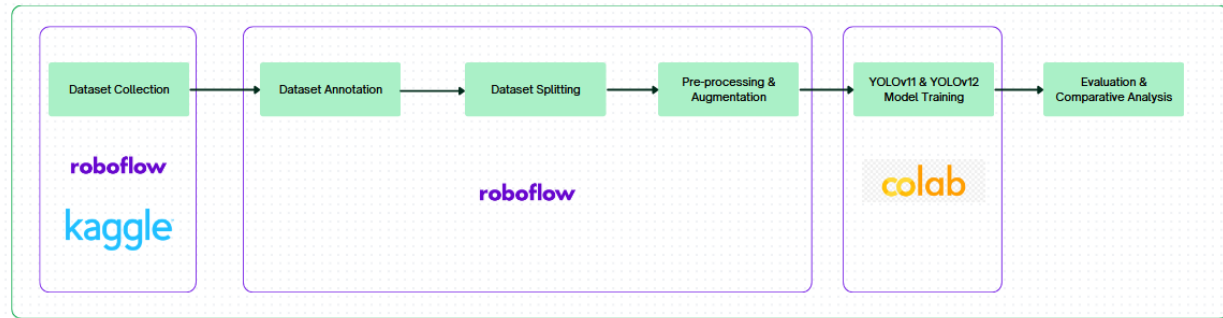 Dataset Collection
Dataset Annotation
Dataset Splitting
Pre-processing &
Augmentation
YOLOv11 & YOLOv12
Model Training
Evaluation &
Comparative Analysis
roboflow
kaggle
roboflow
colab